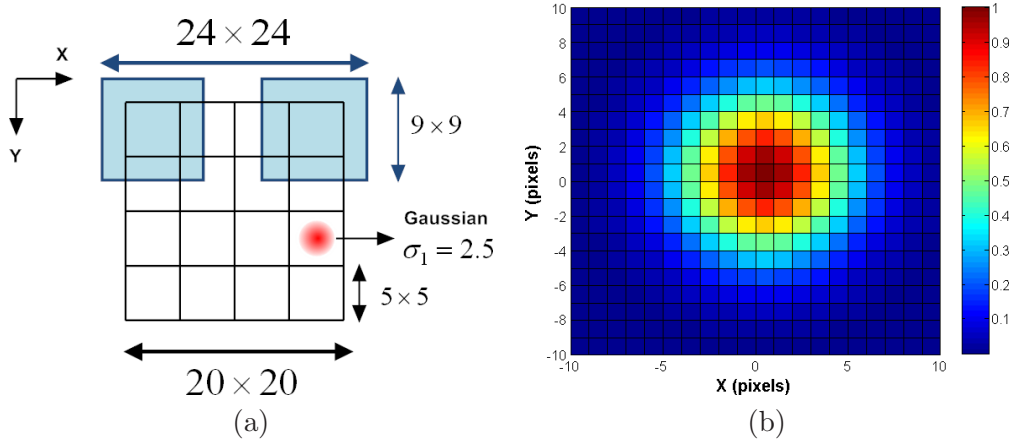 24 × 24
X
Y
9 × 9
Gaussian
σ₁ = 2.5
5 × 5
20 × 20
(a)
10
8
6
4
2
0
-2
-4
-6
-8
-10
Y (pixels)
-10
-5
0
5
10
X (pixels)
1
0.9
0.8
0.7
0.6
0.5
0.4
0.3
0.2
0.1
(b)